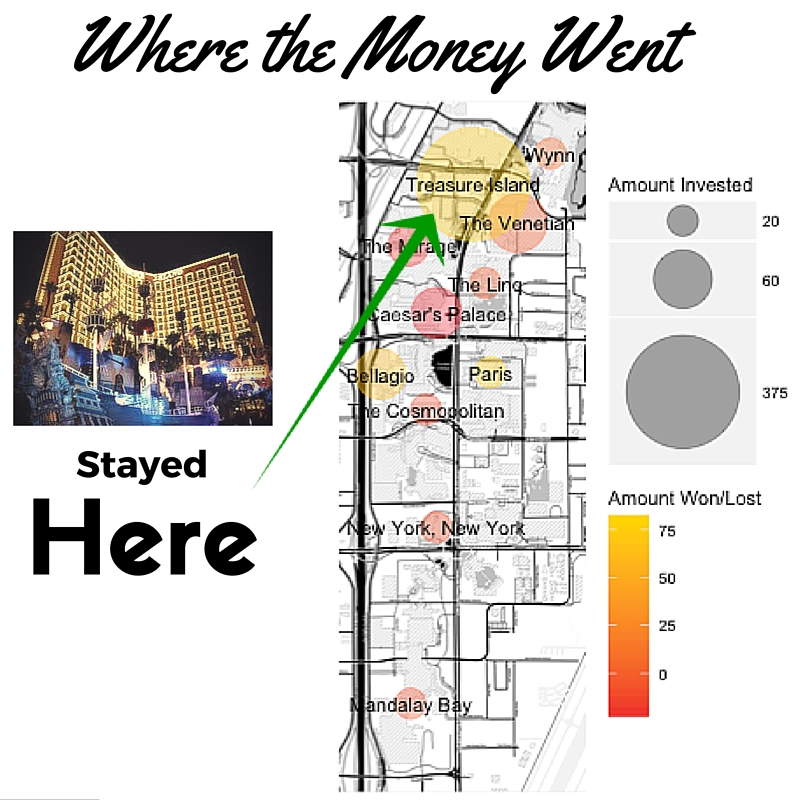 Where the Money Went
Wynn
Treasure Island
The Venetian
The Mirage
The Linq
Caesar's Palace
Bellagio
Paris
The Cosmopolitan
New York, New York
Mandalay Bay
Stayed
Here
Amount Invested
20
60
375
Amount Won/Lost
75
50
25
0